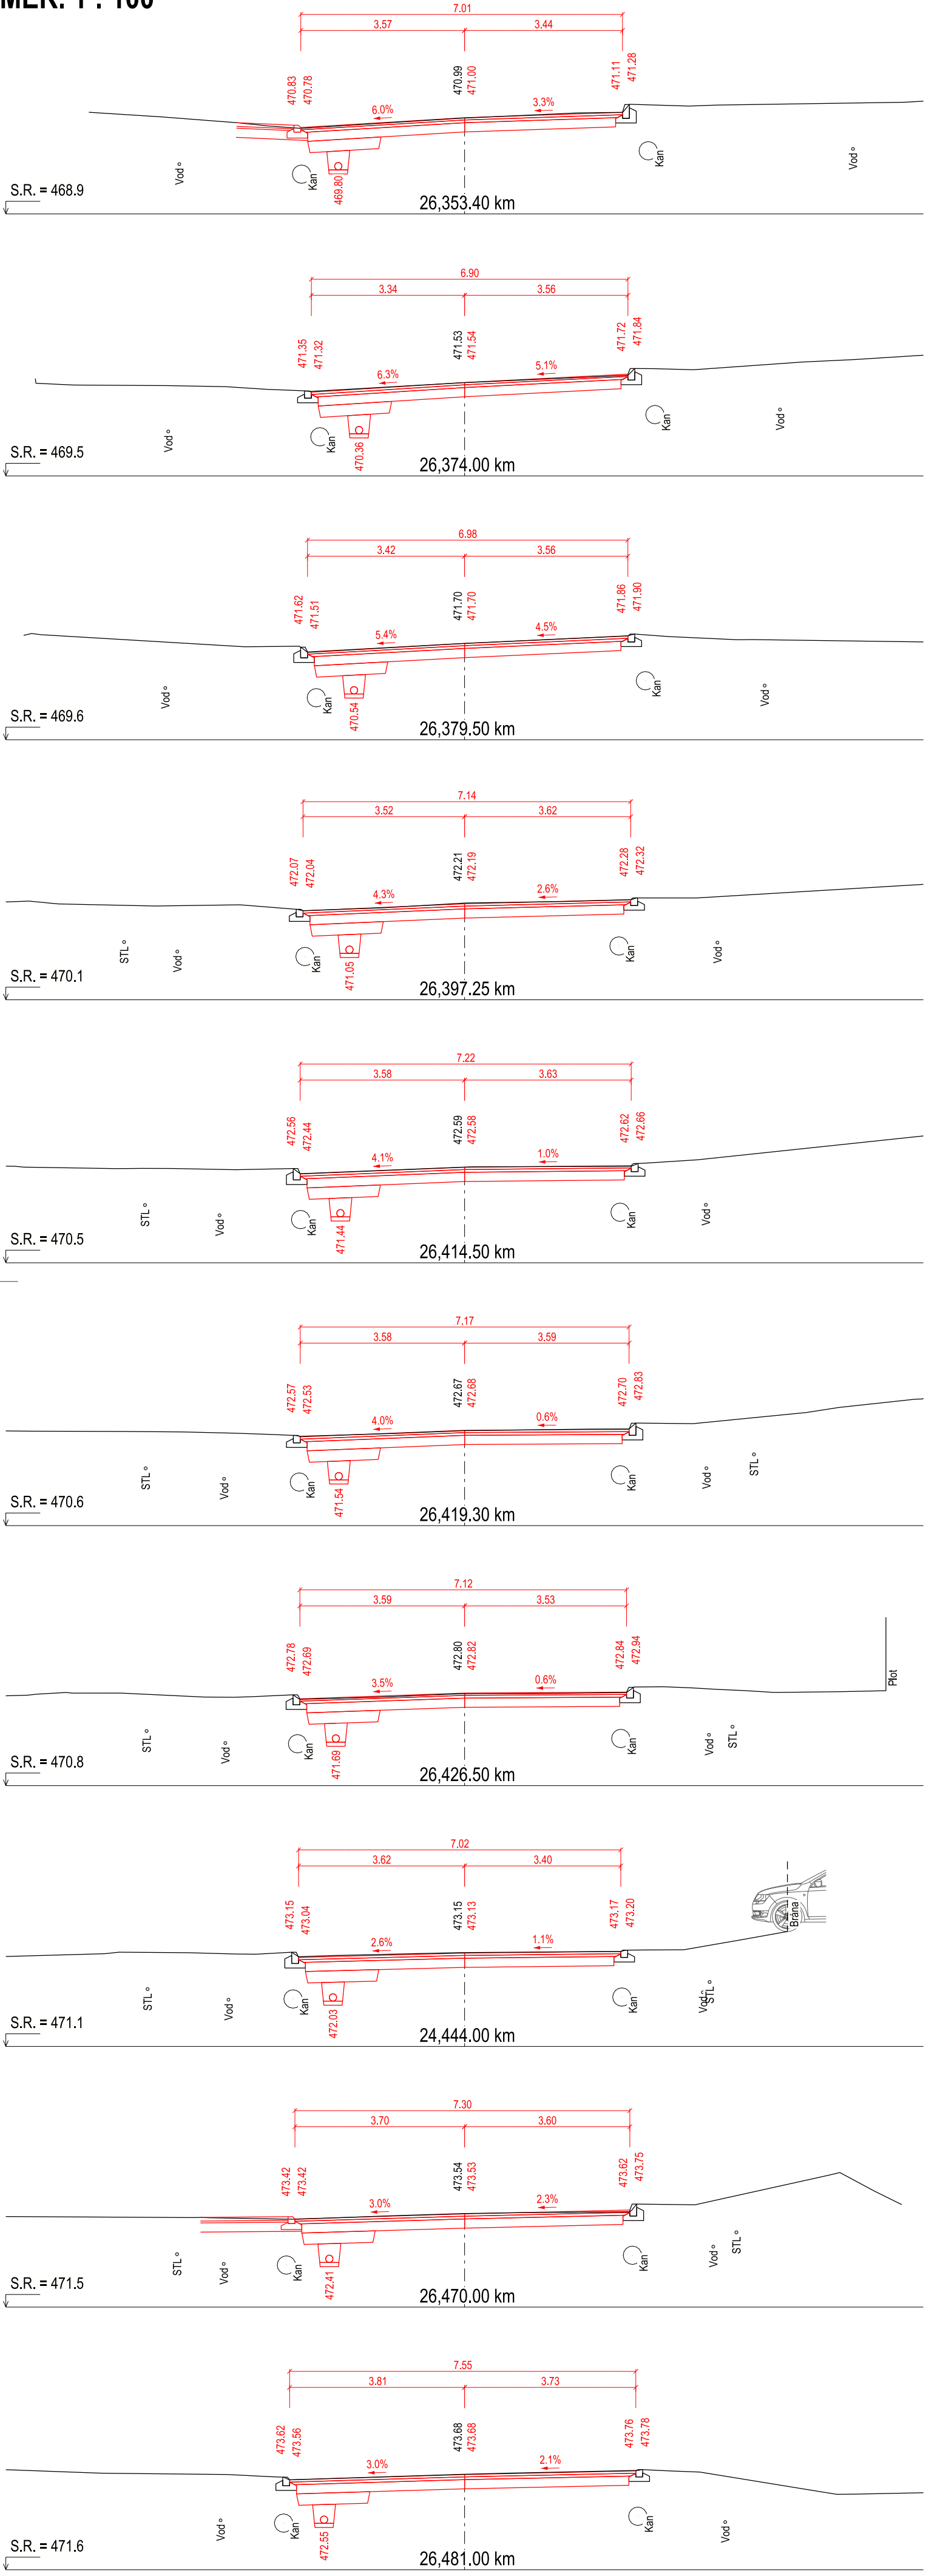 MER: 1 : 100
7.01
3.57 3.44
470.83 470.78 470.99 471.00 471.11 471.28
6.0% 3.3%
Vod Kan 469.80 Kan Vod
S.R. = 468.9
26,353.40 km
6.90
3.34 3.56
471.35 471.32 471.53 471.54 471.72 471.84
6.3% 5.1%
Vod Kan 470.36 Kan Vod
S.R. = 469.5
26,374.00 km
6.98
3.42 3.56
471.62 471.51 471.70 471.70 471.86 471.90
5.4% 4.5%
Vod Kan 470.54 Kan Vod
S.R. = 469.6
26,379.50 km
7.14
3.52 3.62
472.07 472.04 472.21 472.19 472.28 472.32
4.3% 2.6%
STL Vod Kan 471.05 Kan Vod
S.R. = 470.1
26,397.25 km
7.22
3.58 3.63
472.56 472.44 472.59 472.58 472.62 472.66
4.1% 1.0%
STL Vod Kan 471.44 Kan Vod
S.R. = 470.5
26,414.50 km
7.17
3.58 3.59
472.57 472.53 472.67 472.68 472.70 472.83
4.0% 0.6%
STL Vod Kan 471.54 Kan Vod STL
S.R. = 470.6
26,419.30 km
7.12
3.59 3.53
472.78 472.69 472.80 472.82 472.84 472.94
3.5% 0.6%
Plot
STL Vod Kan 471.69 Kan Vod STL
S.R. = 470.8
26,426.50 km
7.02
3.62 3.40
473.15 473.04 473.15 473.13 473.17 473.20
Brána
2.6% 1.1%
STL Vod Kan 472.03 Kan Vod STL
S.R. = 471.1
24,444.00 km
7.30
3.70 3.60
473.42 473.42 473.54 473.53 473.62 473.75
3.0% 2.3%
STL Vod Kan 472.41 Kan Vod STL
S.R. = 471.5
26,470.00 km
7.55
3.81 3.73
473.62 473.56 473.68 473.68 473.76 473.78
3.0% 2.1%
Vod Kan 472.55 Kan Vod
S.R. = 471.6
26,481.00 km